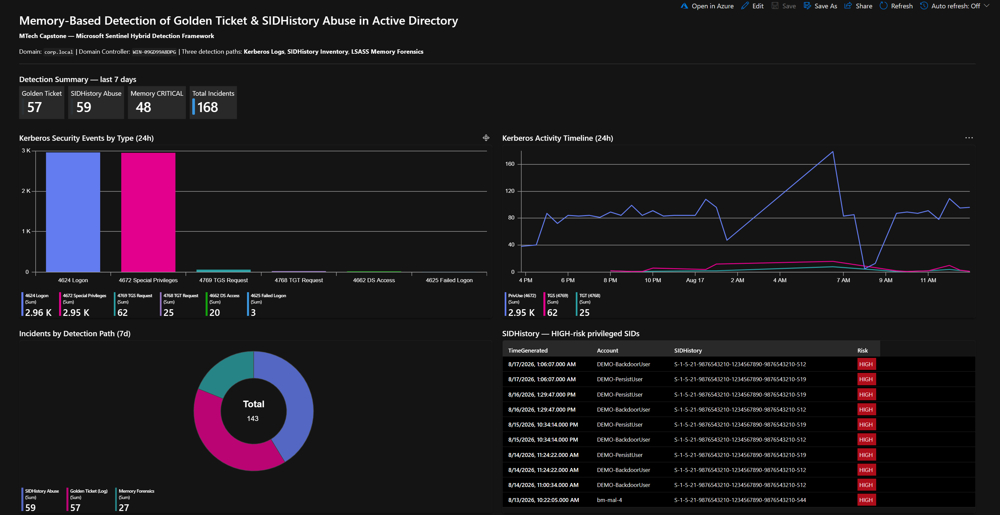 Open in Azure Edit Save Save As Share Refresh Auto refresh: Off
Memory-Based Detection of Golden Ticket & SIDHistory Abuse in Active Directory
MTech Capstone — Microsoft Sentinel Hybrid Detection Framework
Domain: corp.local | Domain Controller: WIN-09GD99A8DPG | Three detection paths: Kerberos Logs, SIDHistory Inventory, LSASS Memory Forensics
Detection Summary — last 7 days
Golden Ticket SIDHistory Abuse Memory CRITICAL Total Incidents
57 59 48 168
Kerberos Security Events by Type (24h)
3 K
2 K
1 K
0
4624 Logon 4672 Special Privileges 4769 TGS Request 4768 TGT Request 4662 DS Access 4625 Failed Logon
4624 Logon 4672 Special Privileges 4769 TGS Request 4768 TGT Request 4662 DS Access 4625 Failed Logon
(Sum) (Sum) (Sum) (Sum) (Sum) (Sum)
2.96 K 2.95 K 62 25 20 3
Kerberos Activity Timeline (24h)
160
120
80
40
0
4 PM 6 PM 8 PM 10 PM Aug 17 2 AM 4 AM 7 AM 9 AM 11 AM
PrivUse (4672) TGS (4769) TGT (4768)
(Sum) (Sum) (Sum)
2.95 K 62 25
Incidents by Detection Path (7d)
Total
143
SIDHistory Abuse Golden Ticket (Log) Memory Forensics
(Sum) (Sum) (Sum)
59 57 27
SIDHistory — HIGH-risk privileged SIDs
TimeGenerated Account SIDHistory Risk
8/17/2026, 1:06:07.000 AM DEMO-BackdoorUser S-1-5-21-9876543210-1234567890-9876543210-512 HIGH
8/17/2026, 1:06:07.000 AM DEMO-PersistUser S-1-5-21-9876543210-1234567890-9876543210-519 HIGH
8/16/2026, 1:29:47.000 PM DEMO-PersistUser S-1-5-21-9876543210-1234567890-9876543210-519 HIGH
8/16/2026, 1:29:47.000 PM DEMO-BackdoorUser S-1-5-21-9876543210-1234567890-9876543210-512 HIGH
8/15/2026, 10:34:14.000 PM DEMO-PersistUser S-1-5-21-9876543210-1234567890-9876543210-519 HIGH
8/15/2026, 10:34:14.000 PM DEMO-BackdoorUser S-1-5-21-9876543210-1234567890-9876543210-512 HIGH
8/14/2026, 11:24:22.000 AM DEMO-PersistUser S-1-5-21-9876543210-1234567890-9876543210-519 HIGH
8/14/2026, 11:24:22.000 AM DEMO-BackdoorUser S-1-5-21-9876543210-1234567890-9876543210-512 HIGH
8/14/2026, 11:00:34.000 AM DEMO-BackdoorUser S-1-5-21-9876543210-1234567890-9876543210-512 HIGH
8/13/2026, 10:22:05.000 AM bm-mal-4 S-1-5-21-9876543210-1234567890-9876543210-544 HIGH